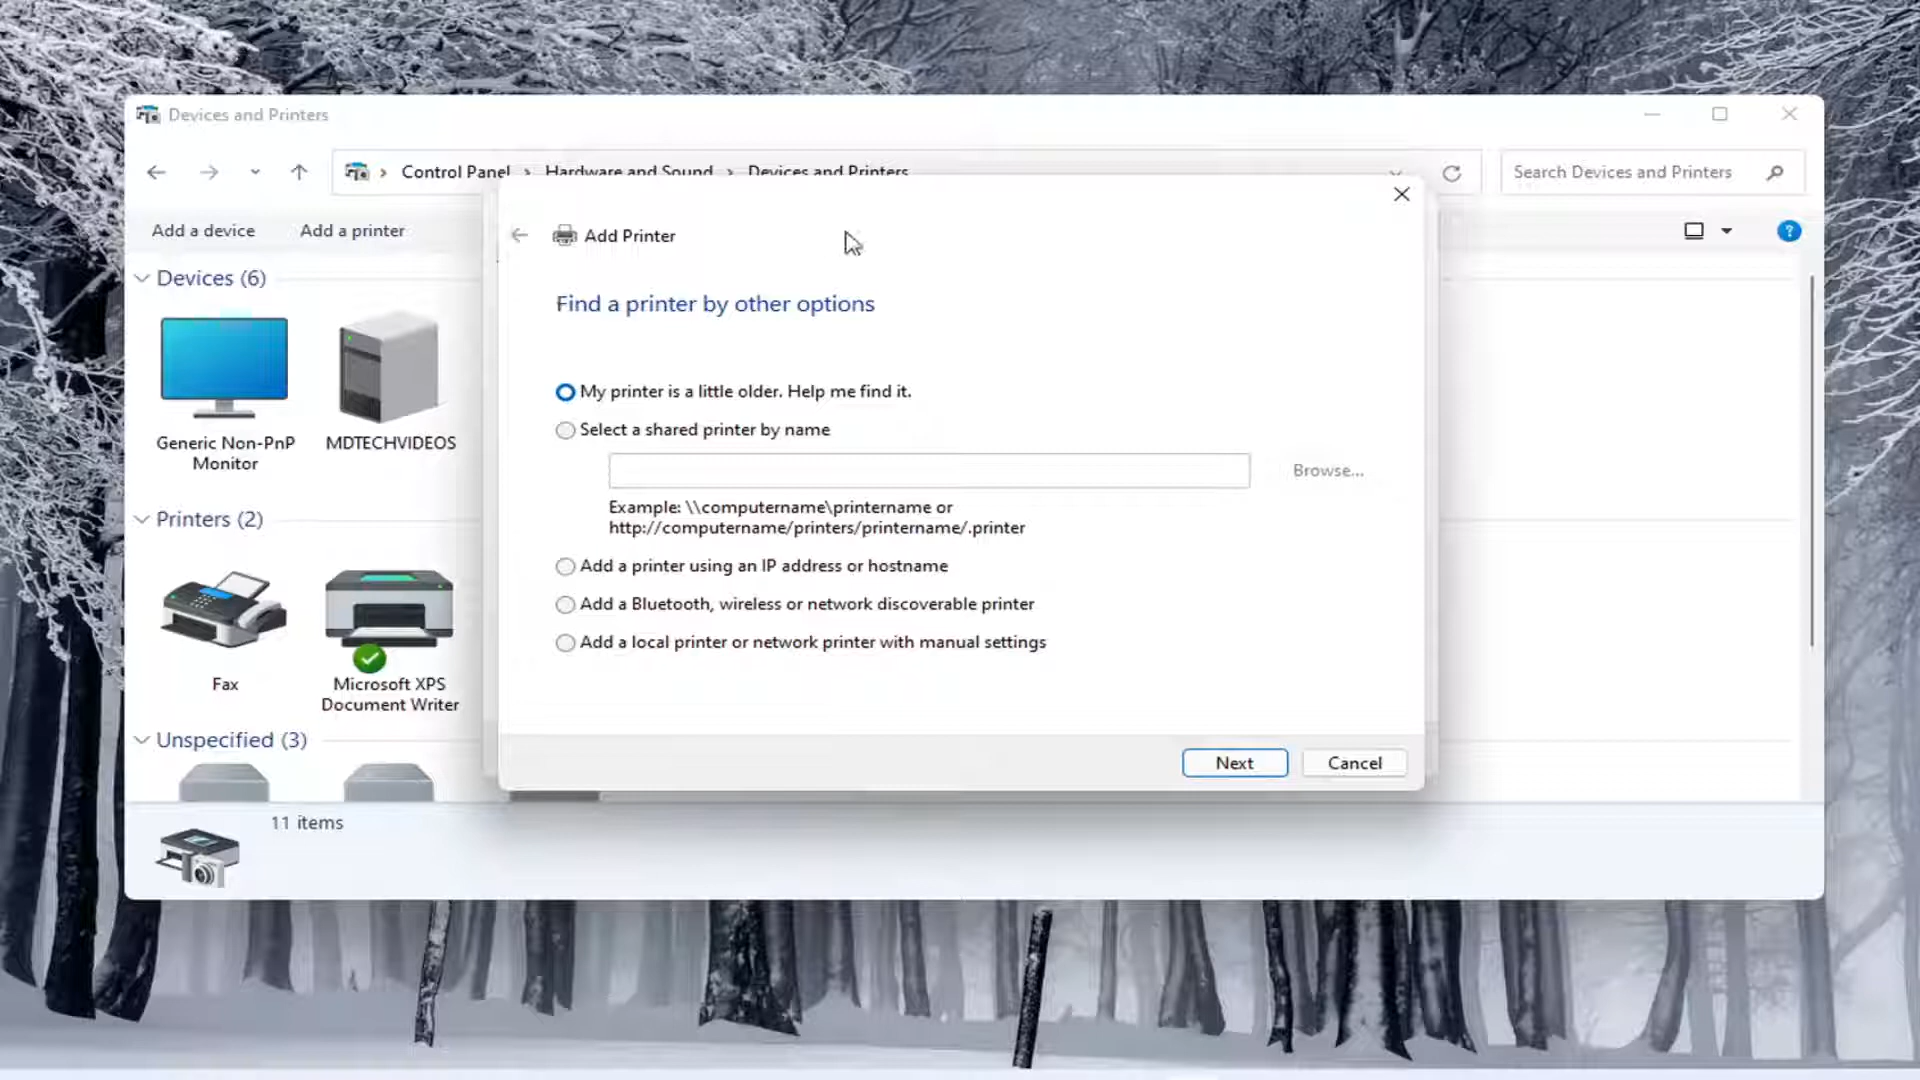 Devices and Printers
Control Panel > Hardware and Sound > Devices and Printers
Search Devices and Printers
Add a device
Add a printer
?
Devices (6)
Generic Non-PnP
Monitor
MDTECHVIDEOS
Printers (2)
Fax
Microsoft XPS
Document Writer
Unspecified (3)
11 items
Add Printer
Find a printer by other options
My printer is a little older. Help me find it.
Select a shared printer by name
Browse...
Example: \\computername\printername or
http://computername/printers/printername/.printer
Add a printer using an IP address or hostname
Add a Bluetooth, wireless or network discoverable printer
Add a local printer or network printer with manual settings
Next
Cancel